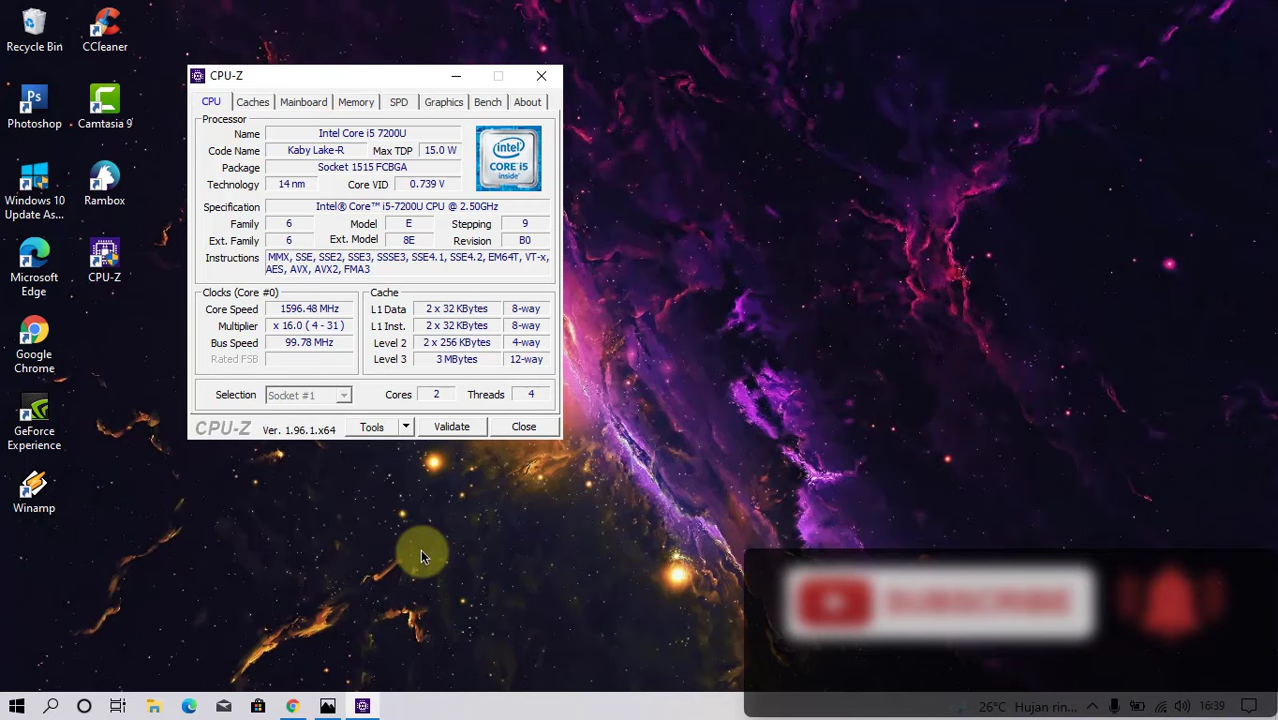 Recycle Bin
CCleaner
Ps
Photoshop
Camtasia 9
Windows 10
Update As...
Rambox
Microsoft
Edge
CPU-Z
Google
Chrome
GeForce
Experience
Winamp
CPU-Z
CPU Caches Mainboard Memory SPD Graphics Bench About
Processor
Name Intel Core i5 7200U
Code Name Kaby Lake-R Max TDP 15.0 W
Package Socket 1515 FCBGA
Technology 14 nm Core VID 0.739 V
intel
CORE i5
inside
Specification Intel® Core™ i5-7200U CPU @ 2.50GHz
Family 6 Model E Stepping 9
Ext. Family 6 Ext. Model 8E Revision B0
Instructions MMX, SSE, SSE2, SSE3, SSSE3, SSE4.1, SSE4.2, EM64T, VT-x,
AES, AVX, AVX2, FMA3
Clocks (Core #0)
Core Speed 1596.48 MHz
Multiplier x 16.0 ( 4 - 31 )
Bus Speed 99.78 MHz
Rated FSB
Cache
L1 Data 2 x 32 KBytes 8-way
L1 Inst. 2 x 32 KBytes 8-way
Level 2 2 x 256 KBytes 4-way
Level 3 3 MBytes 12-way
Selection Socket #1 Cores 2 Threads 4
CPU-Z Ver. 1.96.1.x64 Tools Validate Close
SUBSCRIBE
26°C Hujan rin... 16:39